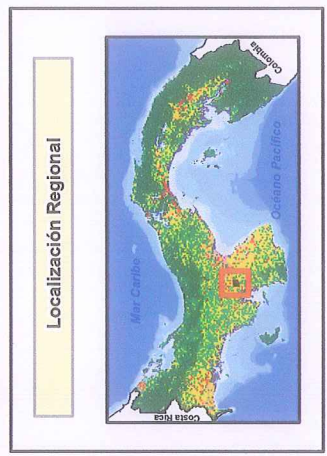 Localización Regional
Mar Caribe
Costa Rica
Colombia
Océano Pacífico